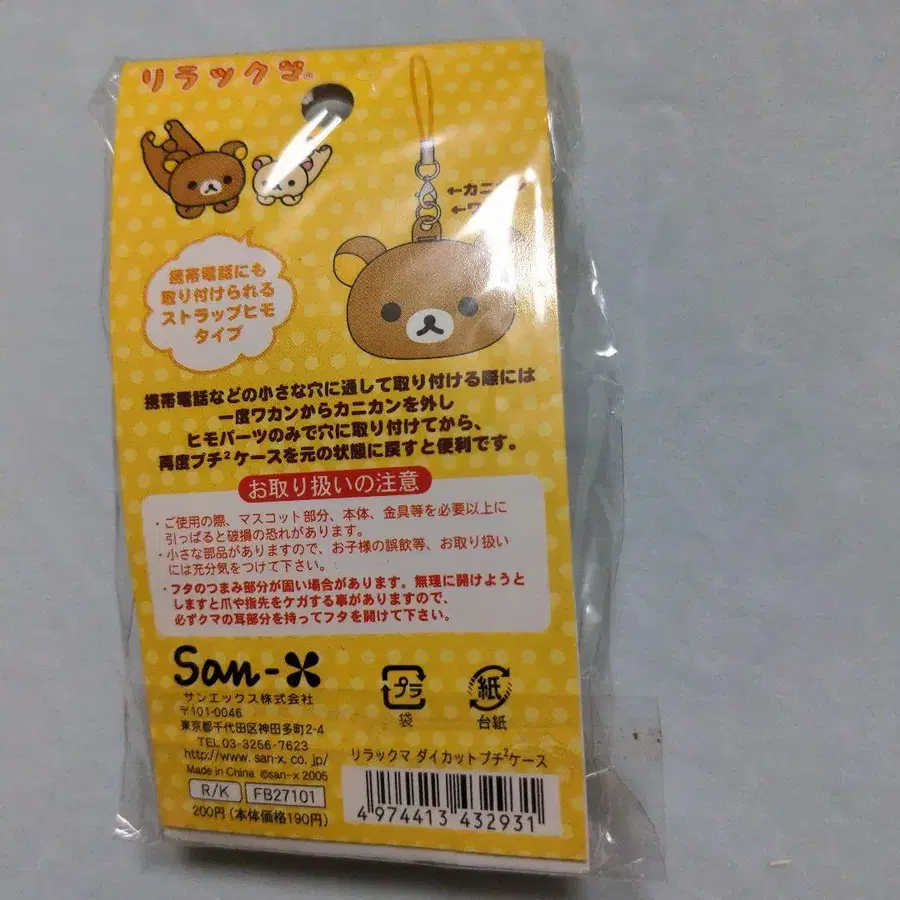 リラックマ®
←カニカン
←ワ
携帯電話にも
取り付けられる
ストラップヒモ
タイプ
携帯電話などの小さな穴に通して取り付ける際には
一度ワカンからカニカンを外し
ヒモパーツのみで穴に取り付けてから、
再度プチ²ケースを元の状態に戻すと便利です。
お取り扱いの注意
・ご使用の際、マスコット部分、本体、金具等を必要以上に
引っぱると破損の恐れがあります。
・小さな部品がありますので、お子様の誤飲等、お取り扱い
には充分気をつけて下さい。
・フタのつまみ部分が固い場合があります。無理に開けようと
しますと爪や指先をケガする事がありますので、
必ずクマの耳部分を持ってフタを開けて下さい。
San-X
サンエックス株式会社
〒101-0046
東京都千代田区神田多町2-4
TEL 03-3256-7623
http://www.san-x.co.jp/
Made in China ©san-x 2006
R/K FB27101
200円(本体価格190円)
プラ
袋
紙
台紙
リラックマ ダイカットプチ²ケース
4 974413 432931